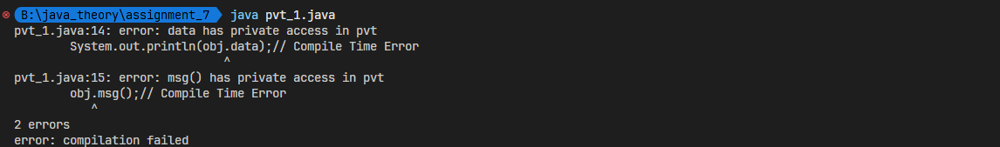 B:\java_theory\assignment_7 java pvt_1.java
pvt_1.java:14: error: data has private access in pvt
        System.out.println(obj.data);// Compile Time Error
                              ^
pvt_1.java:15: error: msg() has private access in pvt
        obj.msg();// Compile Time Error
           ^
2 errors
error: compilation failed